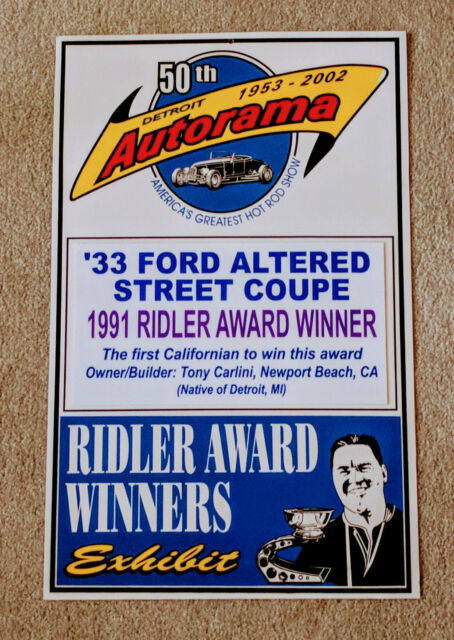 50th
DETROIT 1953 - 2002
Autorama
AMERICA'S GREATEST HOT ROD SHOW
'33 FORD ALTERED
STREET COUPE
1991 RIDLER AWARD WINNER
The first Californian to win this award
Owner/Builder: Tony Carlini, Newport Beach, CA
(Native of Detroit, MI)
RIDLER AWARD
WINNERS
Exhibit